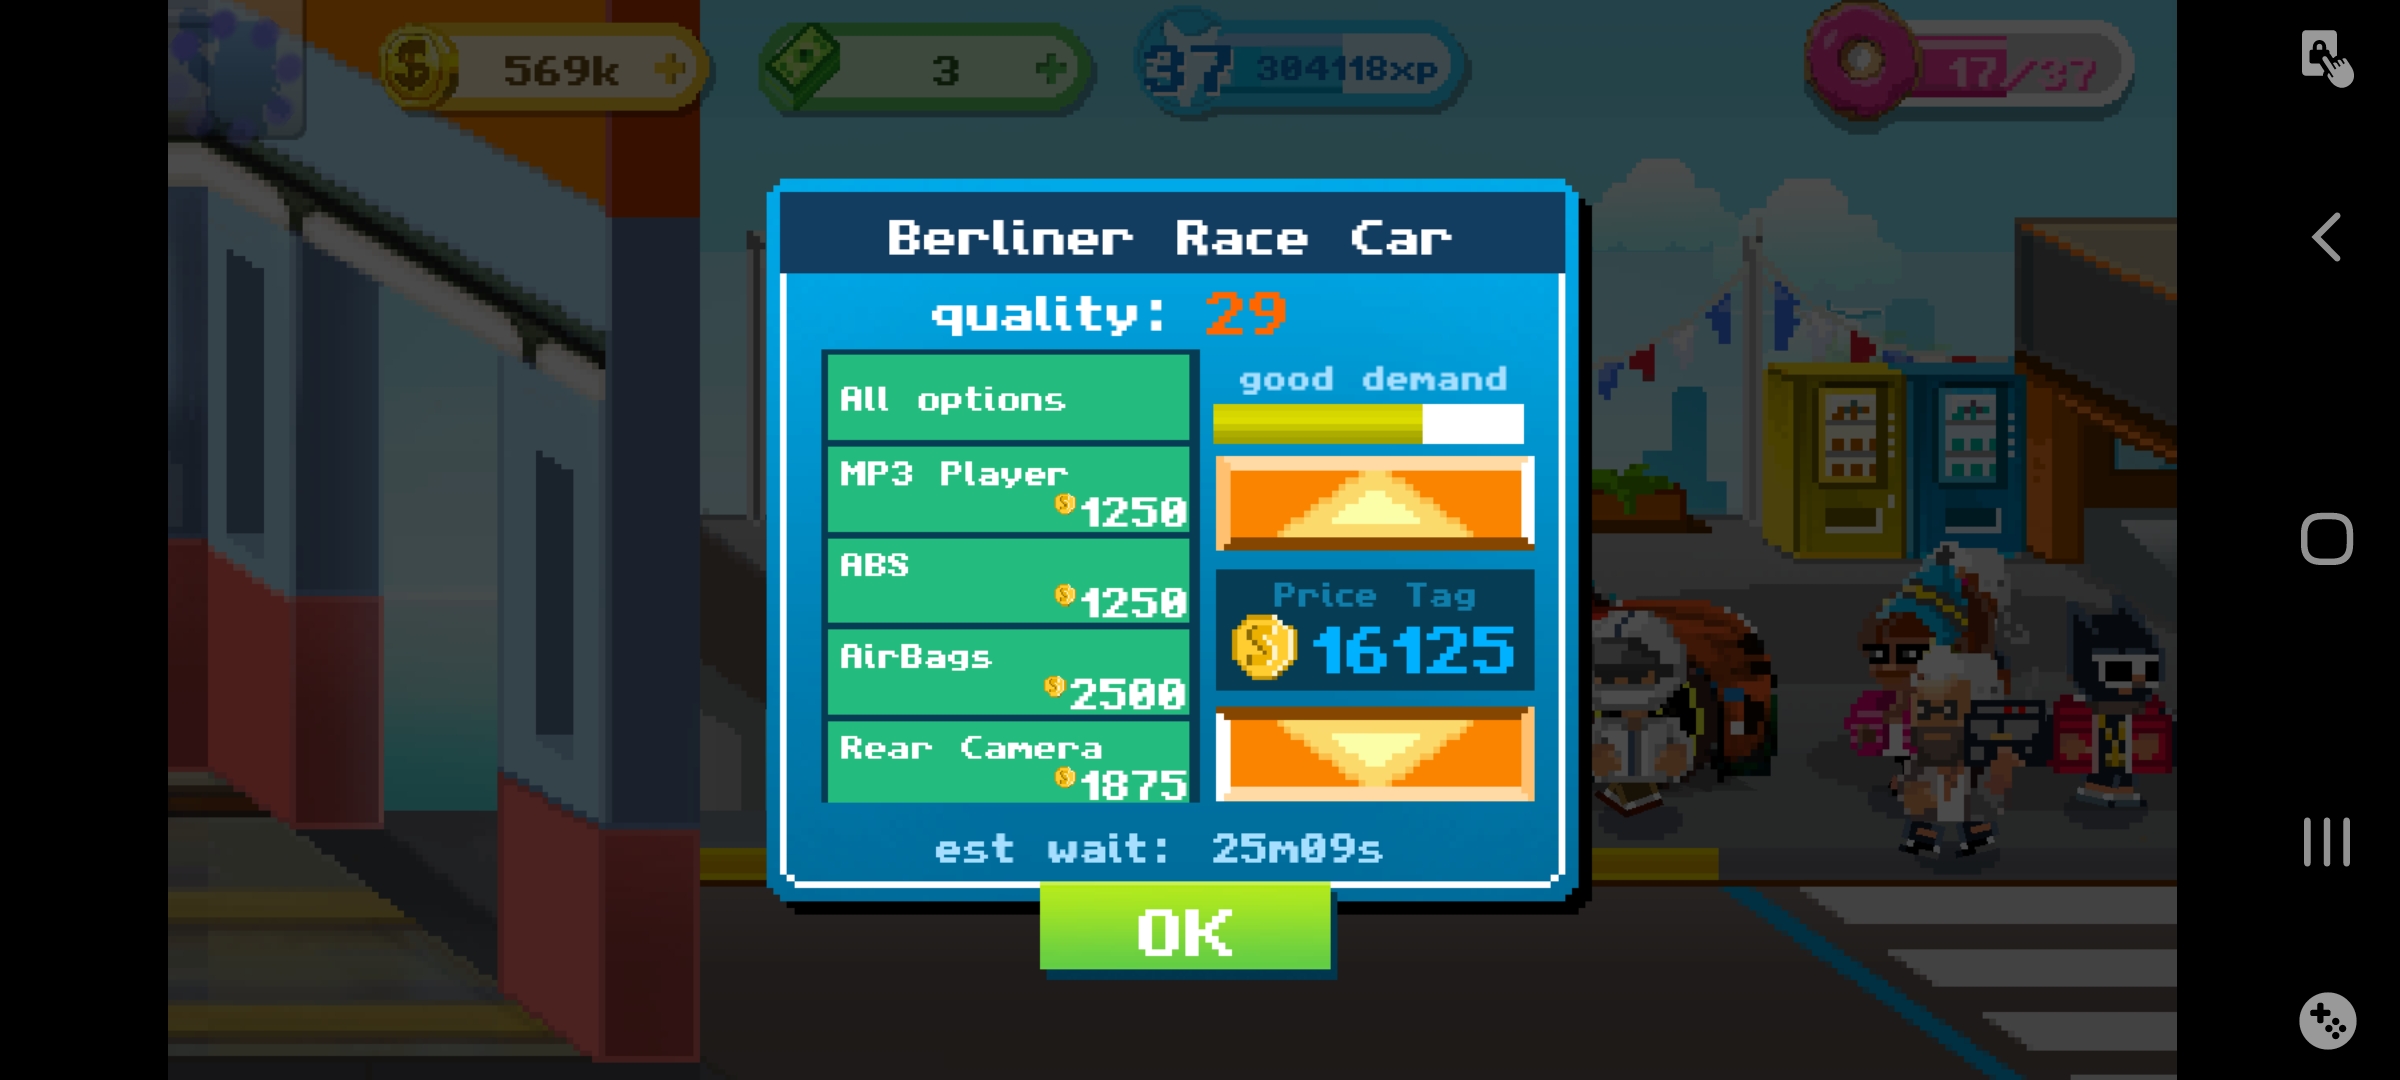 569k
3
37 304118xp
17/37
Berliner Race Car
quality: 29
All options
MP3 Player
1250
ABS
1250
AirBags
2500
Rear Camera
1875
good demand
Price Tag
16125
est wait: 25m09s
OK